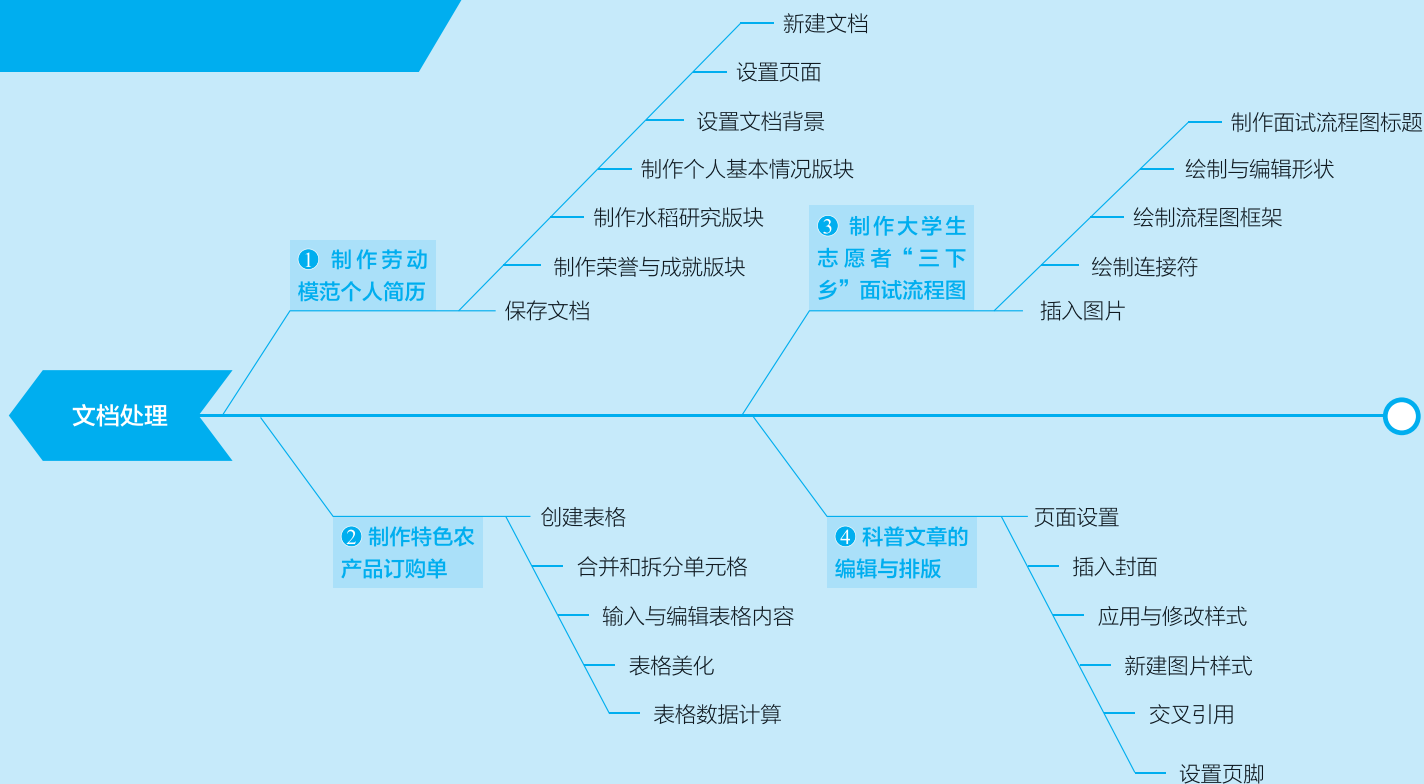 文档处理
❶ 制作劳动
模范个人简历
新建文档
设置页面
设置文档背景
制作个人基本情况版块
制作水稻研究版块
制作荣誉与成就版块
保存文档
❷ 制作特色农
产品订购单
创建表格
合并和拆分单元格
输入与编辑表格内容
表格美化
表格数据计算
❸ 制作大学生
志愿者“三下
乡”面试流程图
制作面试流程图标题
绘制与编辑形状
绘制流程图框架
绘制连接符
插入图片
❹ 科普文章的
编辑与排版
页面设置
插入封面
应用与修改样式
新建图片样式
交叉引用
设置页脚